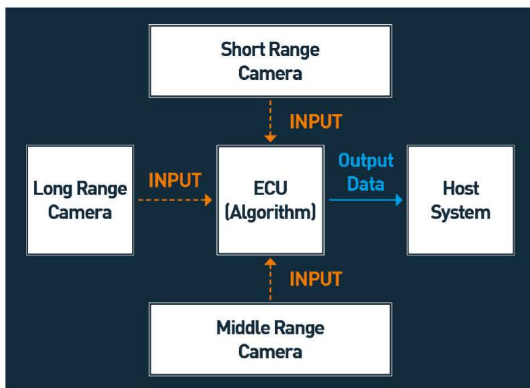 Short Range
Camera
INPUT
Long Range
Camera
INPUT
ECU
(Algorithm)
Output
Data
Host
System
INPUT
Middle Range
Camera